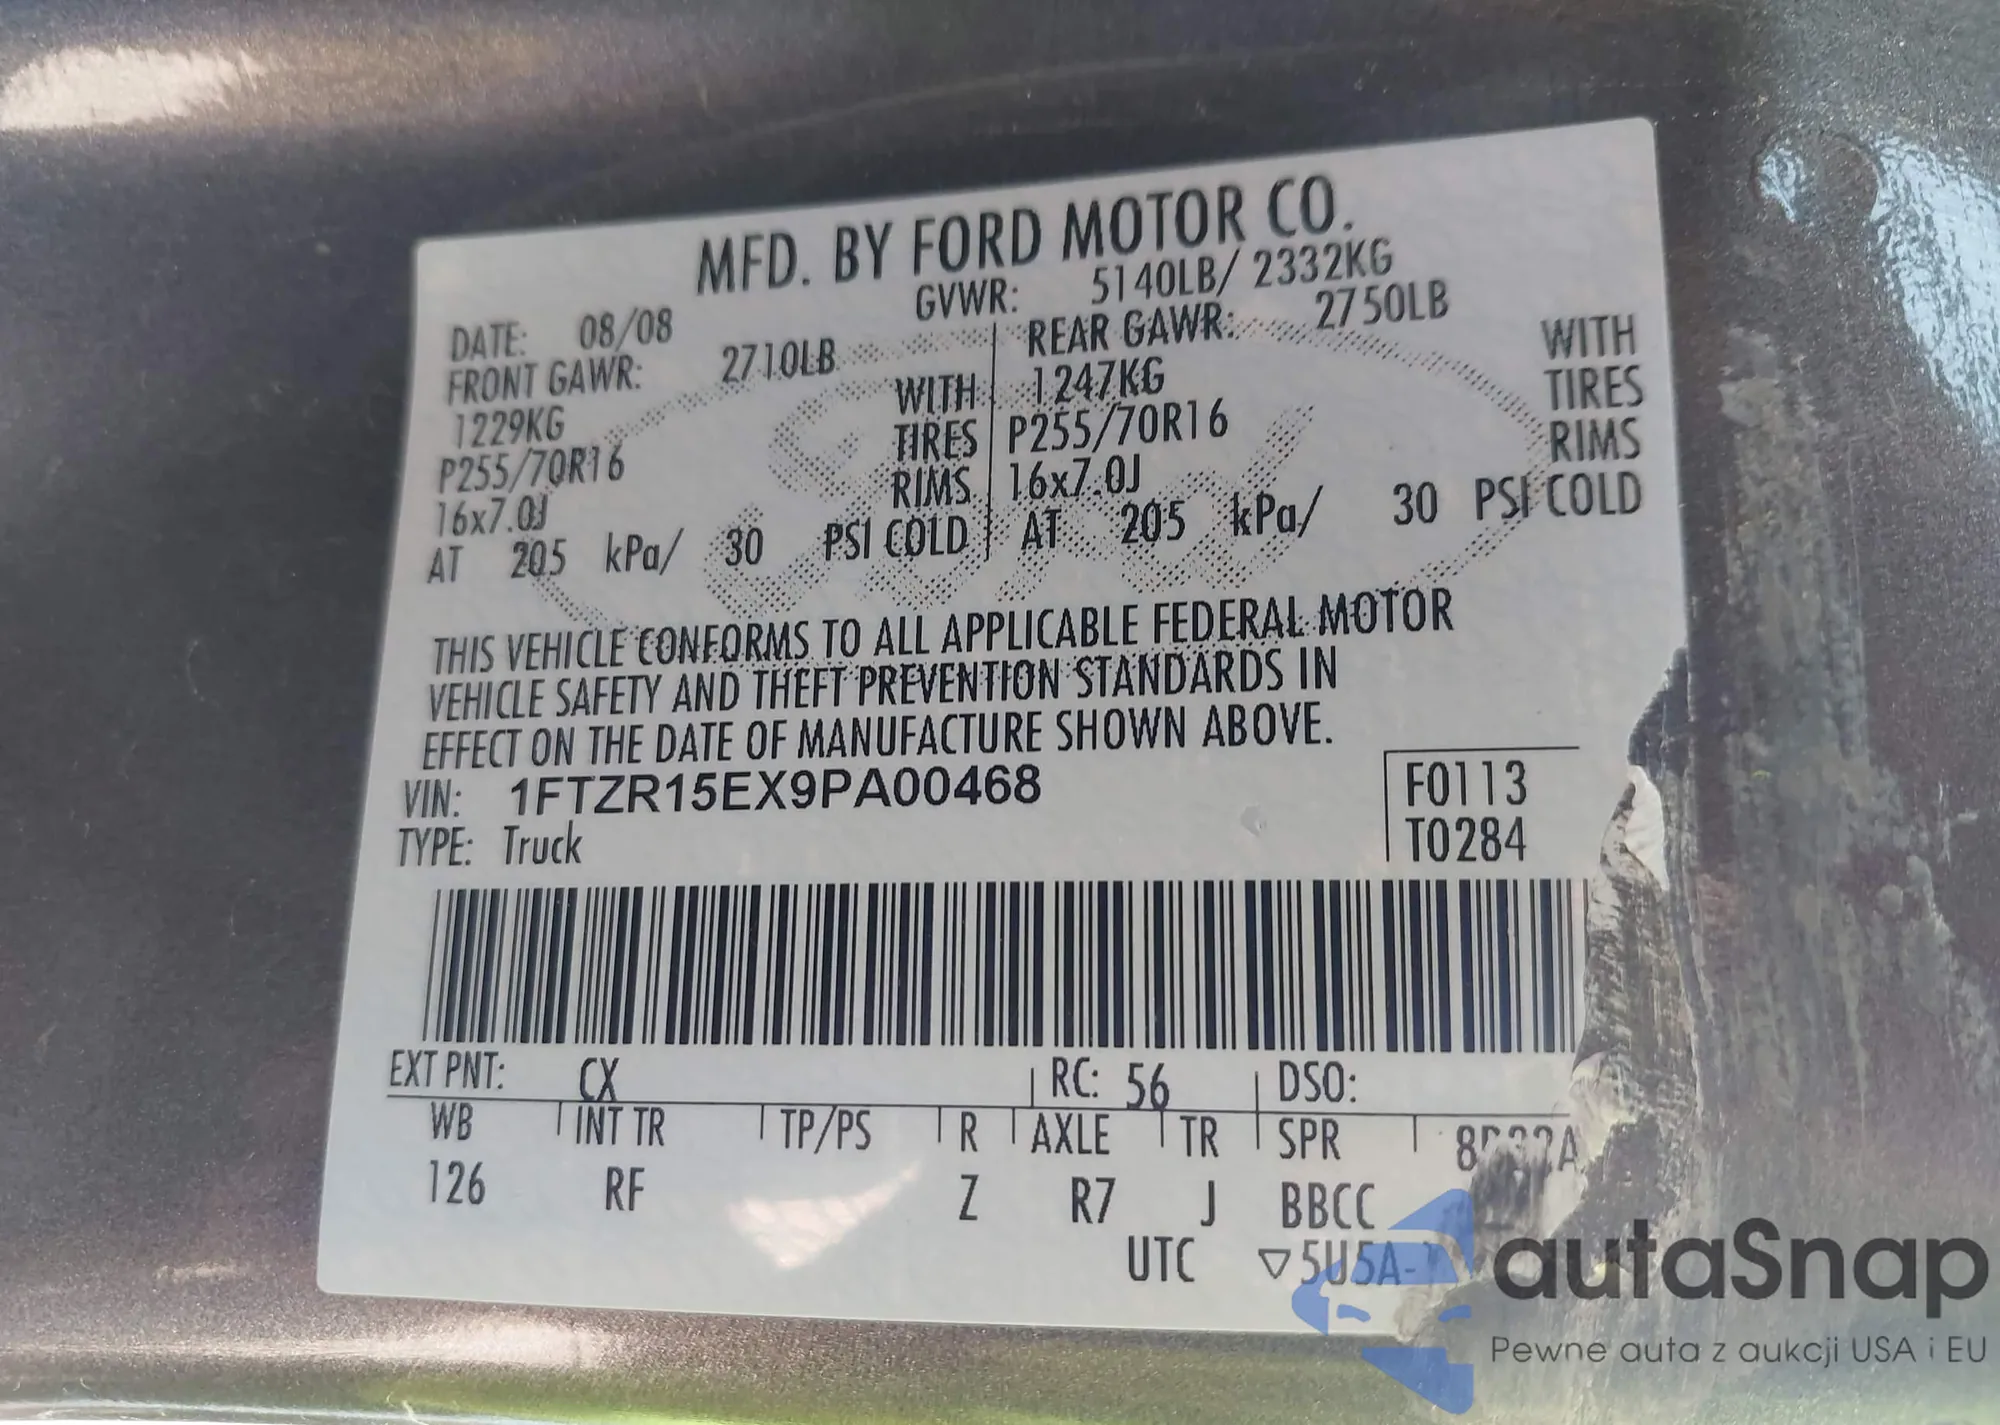 MFD. BY FORD MOTOR CO.
DATE: 08/08 GVWR: 5140LB/ 2332KG
FRONT GAWR: 2710LB REAR GAWR: 2750LB
1229KG WITH 1247KG WITH
P255/70R16 TIRES P255/70R16 TIRES
16x7.0J RIMS 16x7.0J RIMS
AT 205 kPa/ 30 PSI COLD AT 205 kPa/ 30 PSI COLD
THIS VEHICLE CONFORMS TO ALL APPLICABLE FEDERAL MOTOR
VEHICLE SAFETY AND THEFT PREVENTION STANDARDS IN
EFFECT ON THE DATE OF MANUFACTURE SHOWN ABOVE.
VIN: 1FTZR15EX9PA00468 F0113
TYPE: Truck T0284
EXT PNT: CX RC: 56 DSO:
WB INT TR TP/PS R AXLE TR SPR
126 RF Z R7 J BBCC
UTC ▽5U5A-
autaSnap
Pewne auta z aukcji USA i EU